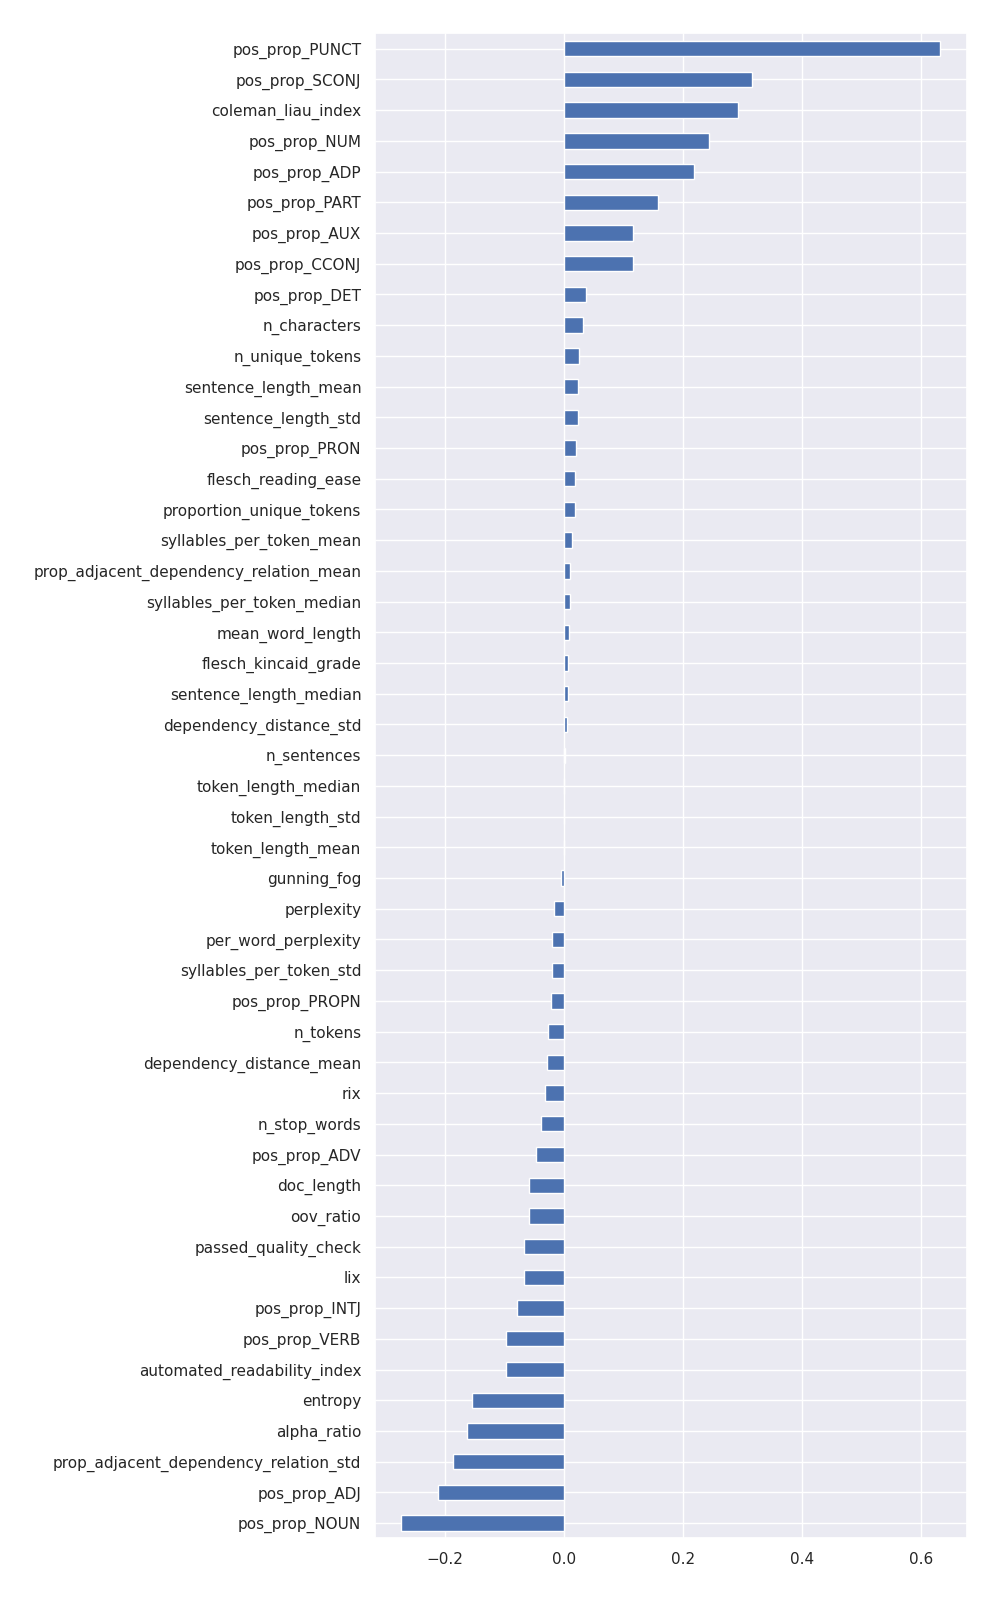 pos_prop_PUNCT
pos_prop_SCONJ
coleman_liau_index
pos_prop_NUM
pos_prop_ADP
pos_prop_PART
pos_prop_AUX
pos_prop_CCONJ
pos_prop_DET
n_characters
n_unique_tokens
sentence_length_mean
sentence_length_std
pos_prop_PRON
flesch_reading_ease
proportion_unique_tokens
syllables_per_token_mean
prop_adjacent_dependency_relation_mean
syllables_per_token_median
mean_word_length
flesch_kincaid_grade
sentence_length_median
dependency_distance_std
n_sentences
token_length_median
token_length_std
token_length_mean
gunning_fog
perplexity
per_word_perplexity
syllables_per_token_std
pos_prop_PROPN
n_tokens
dependency_distance_mean
rix
n_stop_words
pos_prop_ADV
doc_length
oov_ratio
passed_quality_check
lix
pos_prop_INTJ
pos_prop_VERB
automated_readability_index
entropy
alpha_ratio
prop_adjacent_dependency_relation_std
pos_prop_ADJ
pos_prop_NOUN
−0.2 0.0 0.2 0.4 0.6